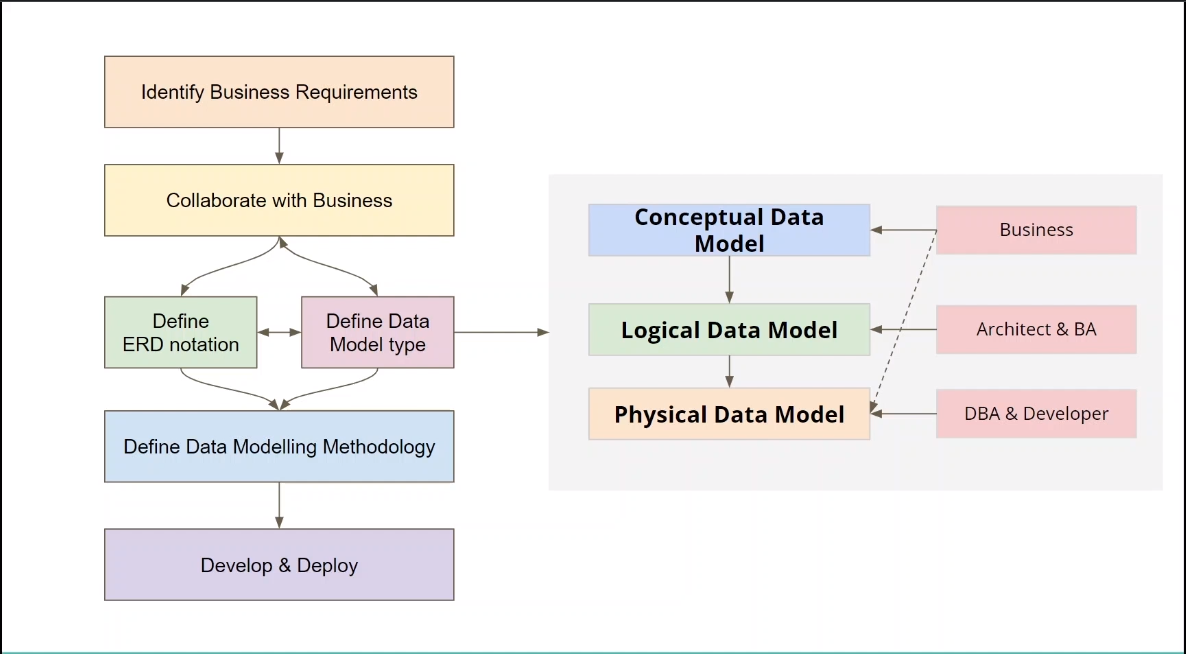 Identify Business Requirements
Collaborate with Business
Define
ERD notation
Define Data
Model type
Define Data Modelling Methodology
Develop & Deploy
Conceptual Data
Model
Business
Logical Data Model
Architect & BA
Physical Data Model
DBA & Developer